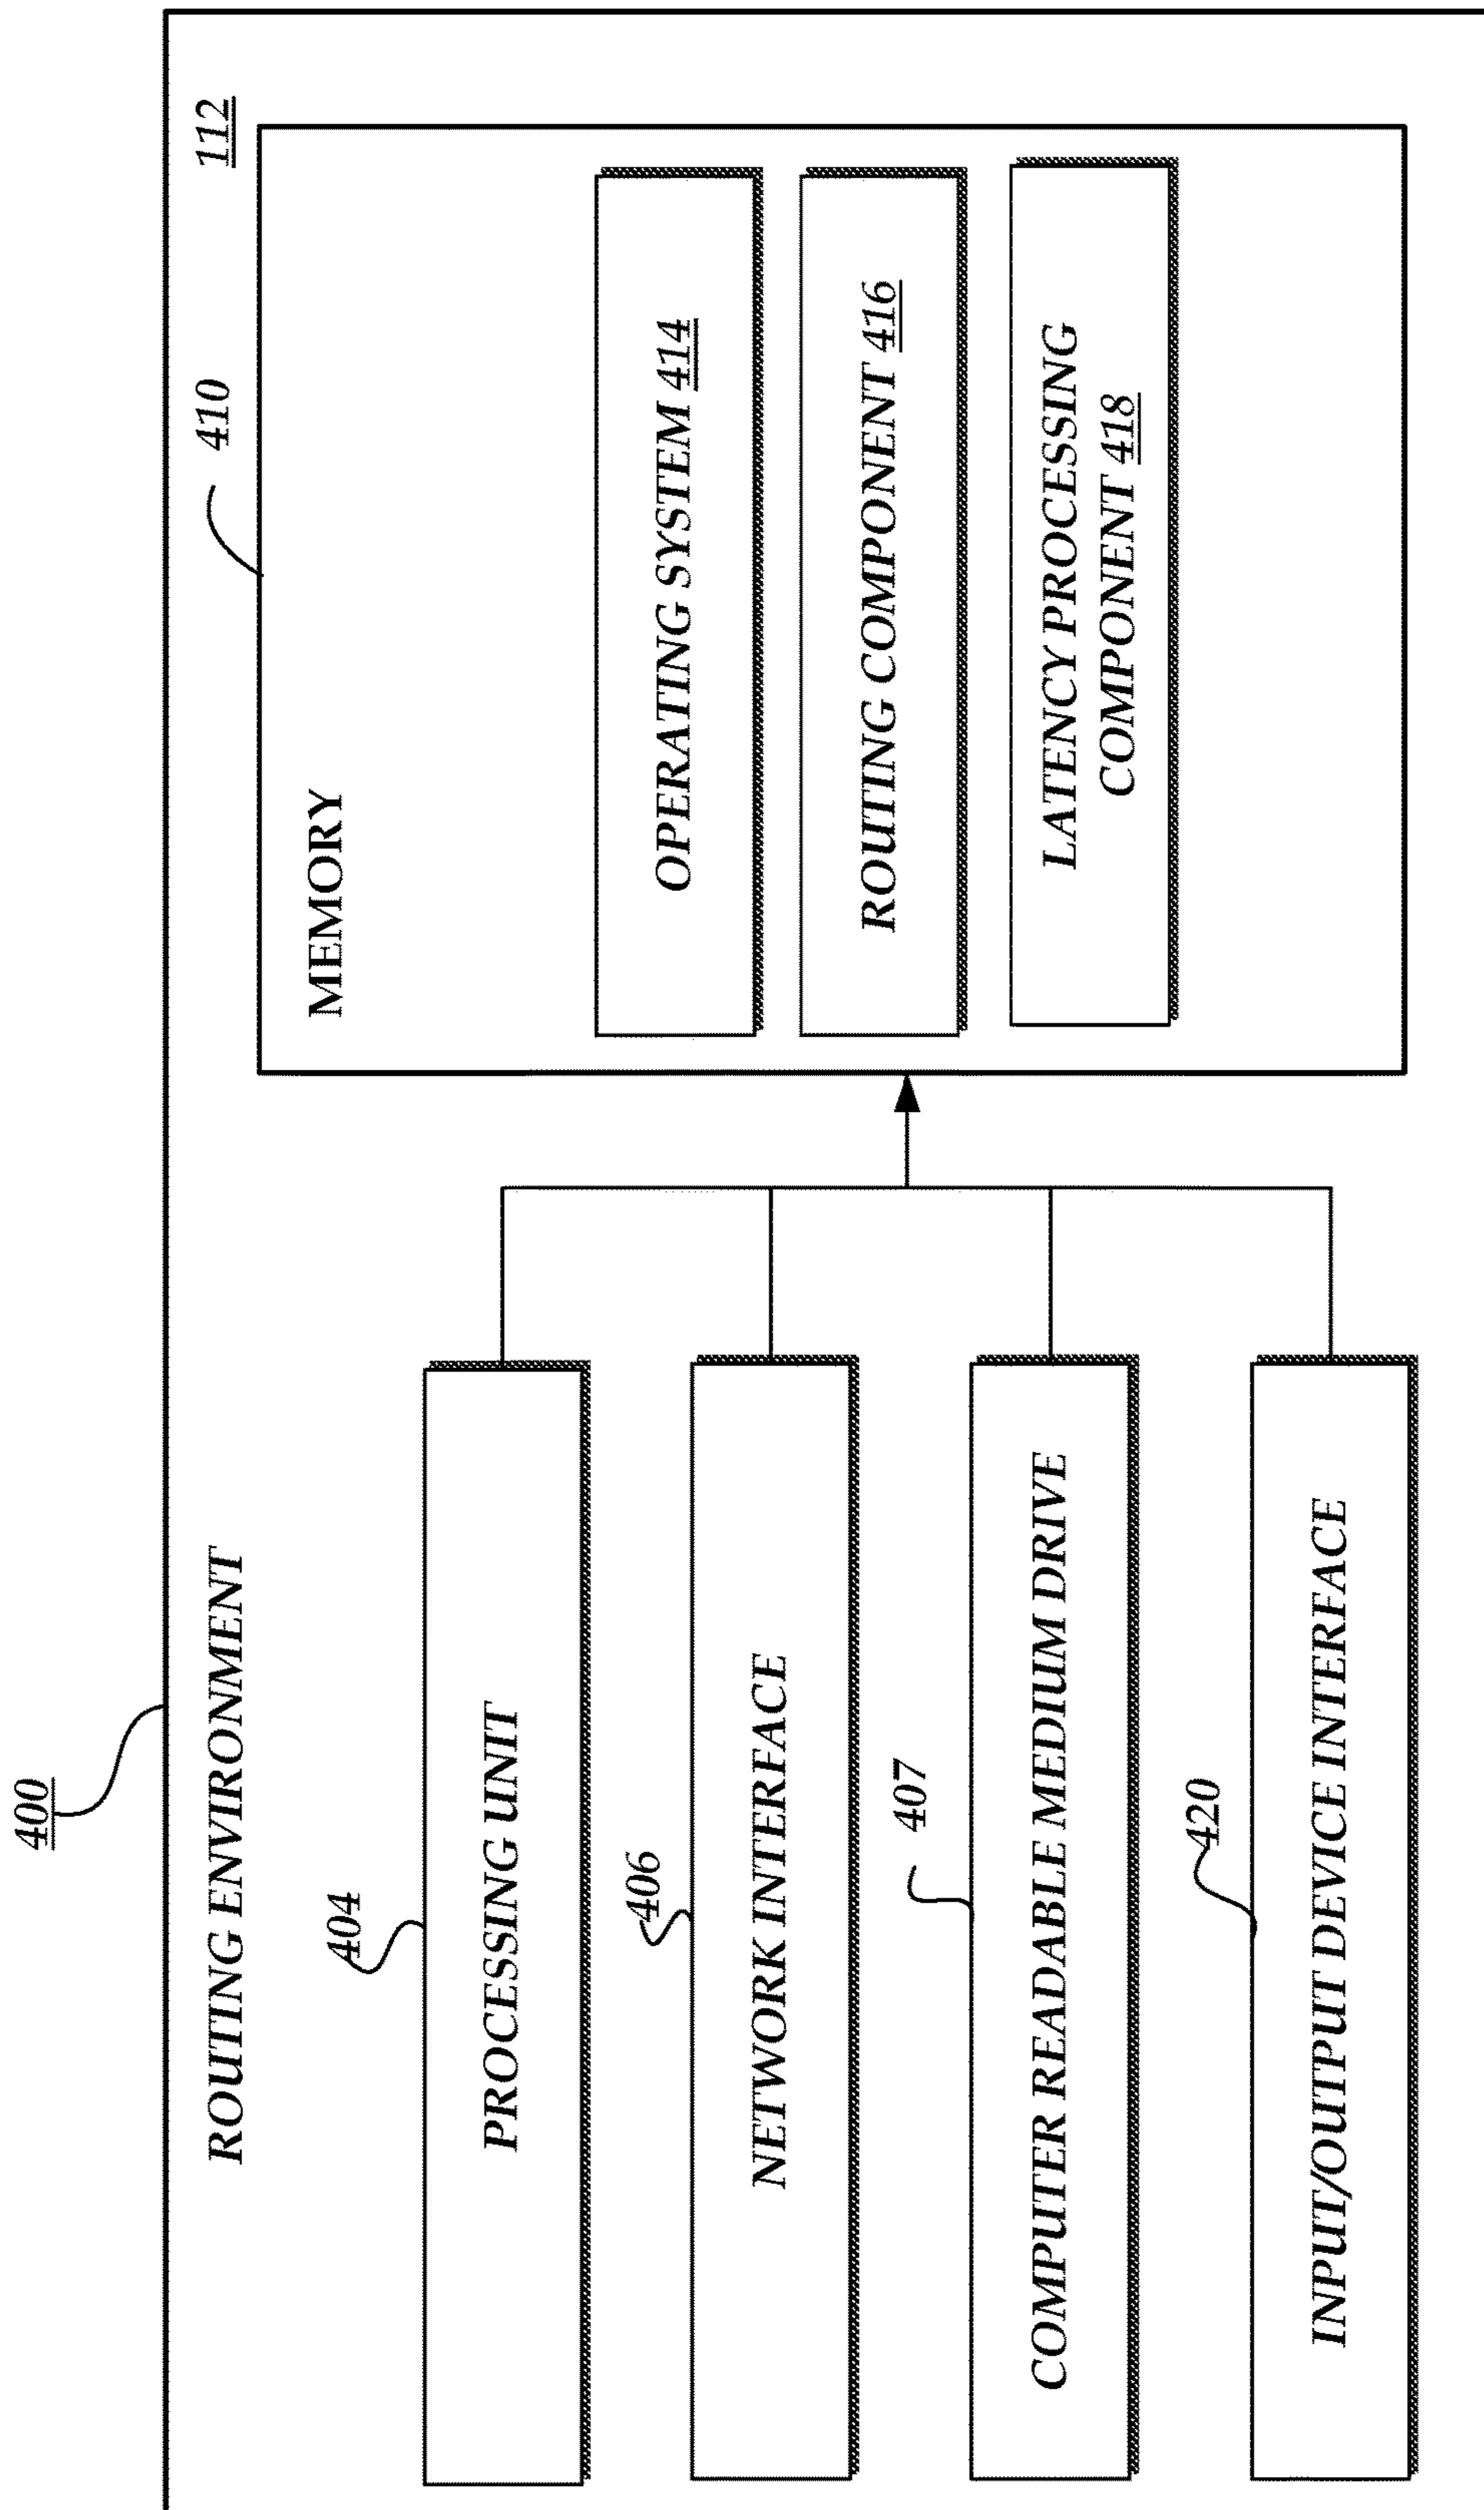 400
ROUTING ENVIRONMENT
112
410
MEMORY
404
PROCESSING UNIT
406
NETWORK INTERFACE
407
COMPUTER READABLE MEDIUM DRIVE
420
INPUT/OUTPUT DEVICE INTERFACE
OPERATING SYSTEM 414
ROUTING COMPONENT 416
LATENCY PROCESSING
COMPONENT 418